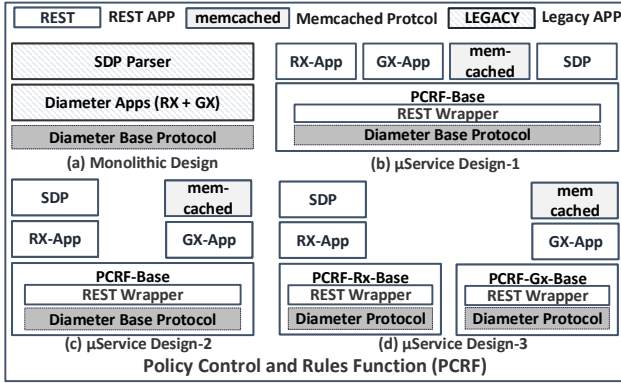 REST REST APP memcached Memcached Protcol LEGACY Legacy APP
SDP Parser
Diameter Apps (RX + GX)
Diameter Base Protocol
(a) Monolithic Design
RX-App GX-App mem-
cached SDP
PCRF-Base
REST Wrapper
Diameter Base Protocol
(b) µService Design-1
SDP mem-
cached
RX-App GX-App
PCRF-Base
REST Wrapper
Diameter Base Protocol
(c) µService Design-2
SDP mem
cached
RX-App GX-App
PCRF-Rx-Base PCRF-Gx-Base
REST Wrapper REST Wrapper
Diameter Protocol Diameter Protocol
(d) µService Design-3
Policy Control and Rules Function (PCRF)